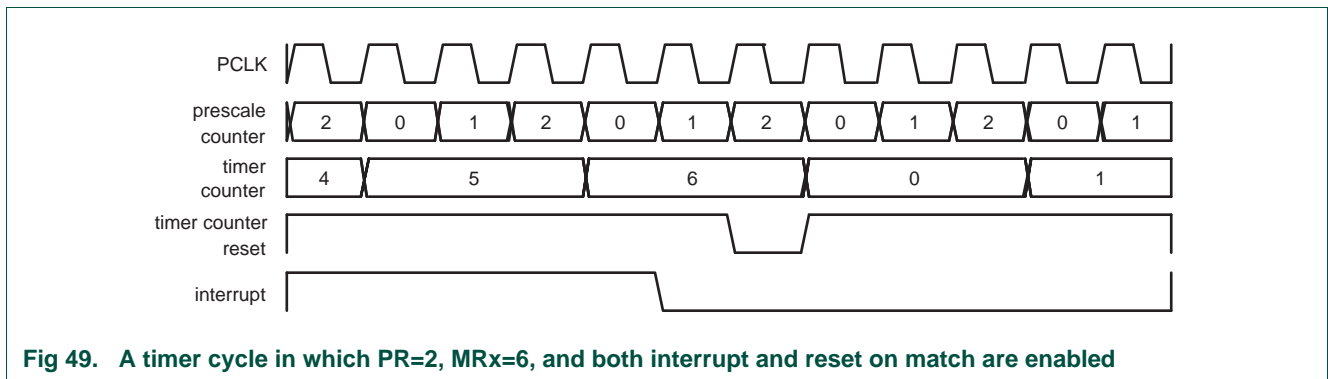 PCLK
prescale
counter
2 0 1 2 0 1 2 0 1 2 0 1
timer
counter
4 5 6 0 1
timer counter
reset
interrupt
Fig 49. A timer cycle in which PR=2, MRx=6, and both interrupt and reset on match are enabled